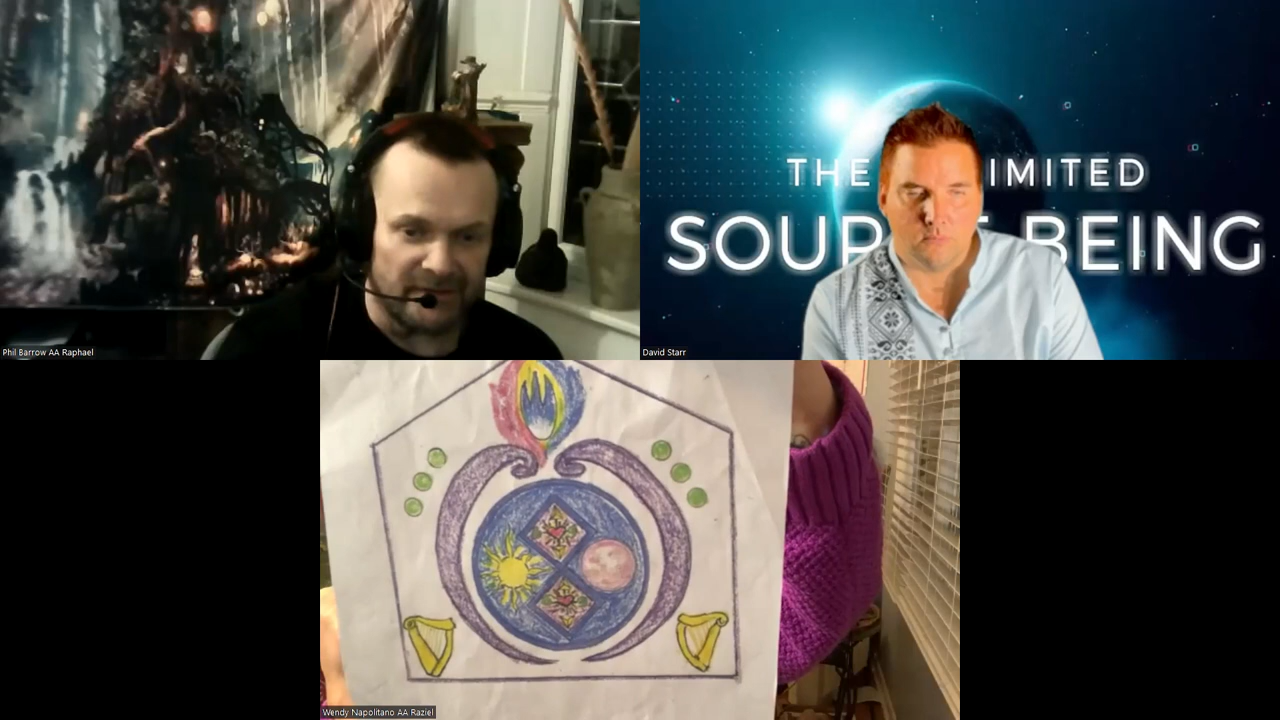 THE IMITED
SOUR BEING
Phil Barrow AA Raphael
David Starr
Wendy Napolitano AA Raziel